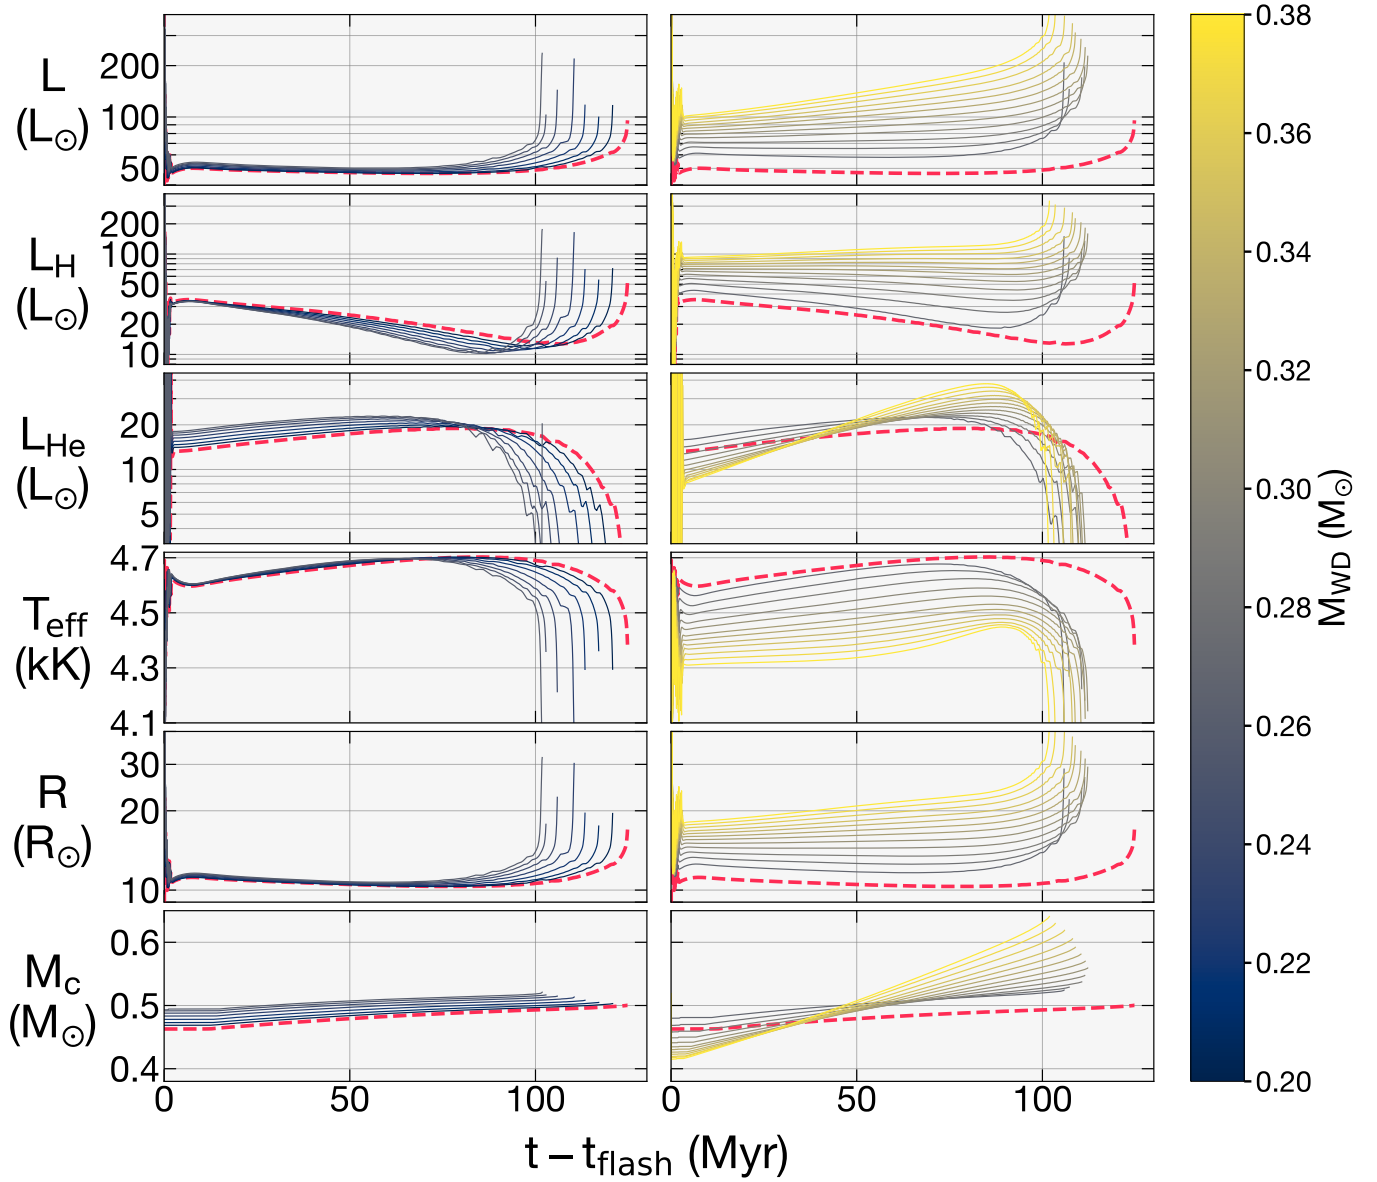 L
(L☉)
200
100
50
L_H
(L☉)
200
100
50
20
10
L_He
(L☉)
20
10
5
T_eff
(kK)
4.7
4.5
4.3
4.1
R
(R☉)
30
20
10
M_c
(M☉)
0.6
0.5
0.4
0 50 100
0 50 100
t − t_flash (Myr)
0.38
0.36
0.34
0.32
0.30
0.28
0.26
0.24
0.22
0.20
M_WD (M☉)